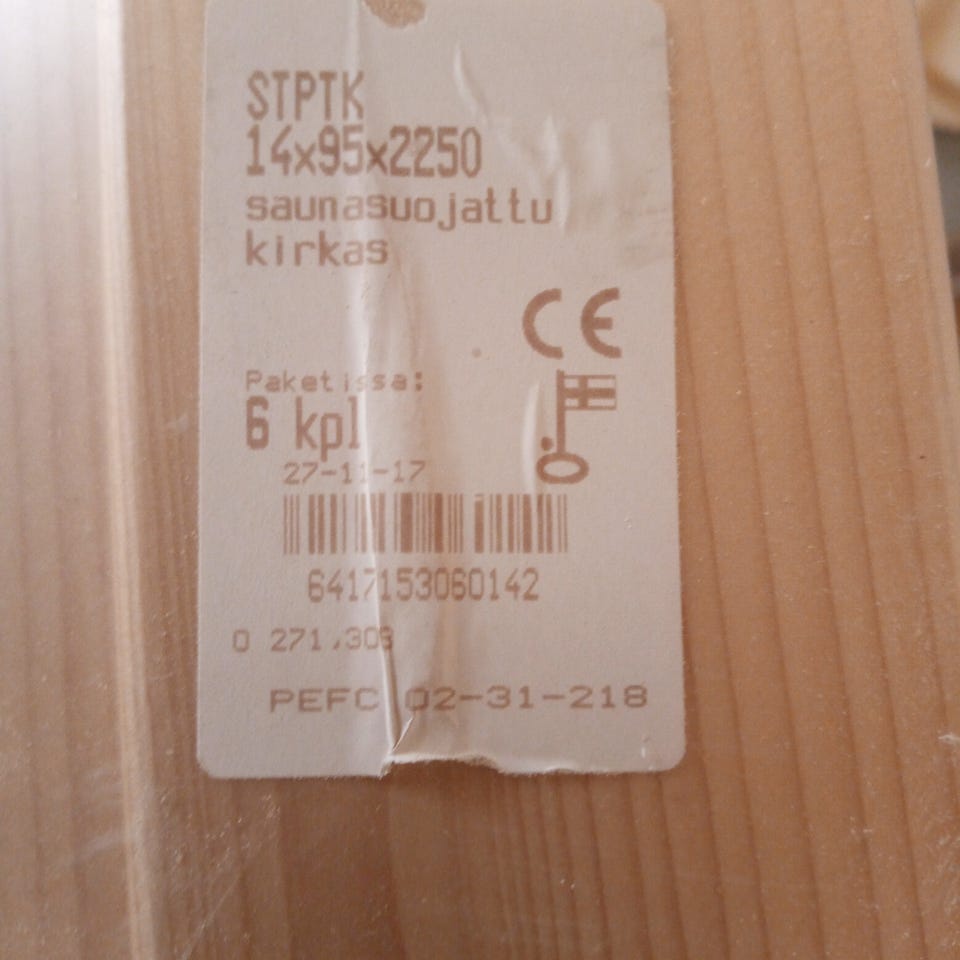 STPTK
14x95x2250
saunasuojattu
kirkas
CE
Paketissa:
6 kpl
27-11-17
6417153060142
0 271,303
PEFC 02-31-218